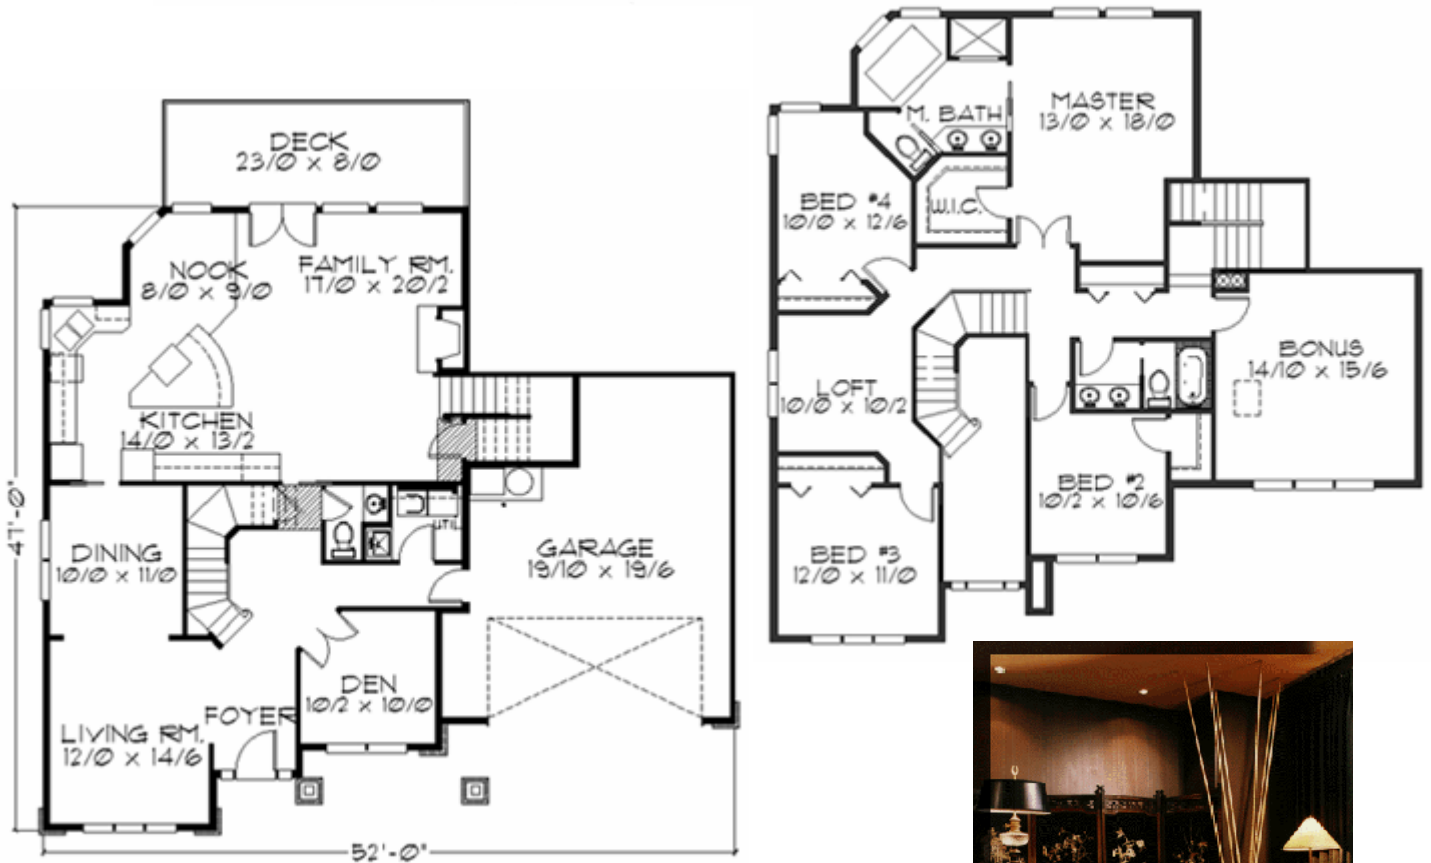 DECK
23/0 x 8/0
NOOK
8/0 x 9/0
FAMILY RM.
17/0 x 20/2
KITCHEN
14/0 x 13/2
DINING
10/0 x 11/0
UTIL
GARAGE
19/10 x 19/6
DEN
10/2 x 10/0
FOYER
LIVING RM.
12/0 x 14/6
47'-0"
52'-0"
M. BATH
MASTER
13/0 x 18/0
BED #4
10/0 x 12/6
W.I.C.
LOFT
10/0 x 10/2
BONUS
14/10 x 15/6
BED #2
10/2 x 10/6
BED #3
12/0 x 11/0